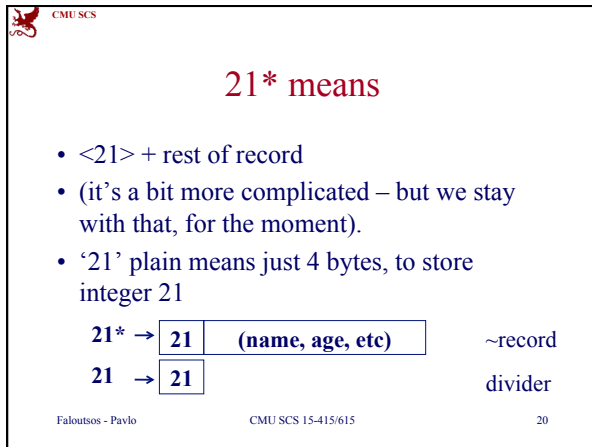 CMU SCS
21* means
• <21> + rest of record
• (it's a bit more complicated – but we stay
with that, for the moment).
• ‘21’ plain means just 4 bytes, to store
integer 21
21* → 21 (name, age, etc) ~record
21 → 21 divider
Faloutsos - Pavlo CMU SCS 15-415/615 20